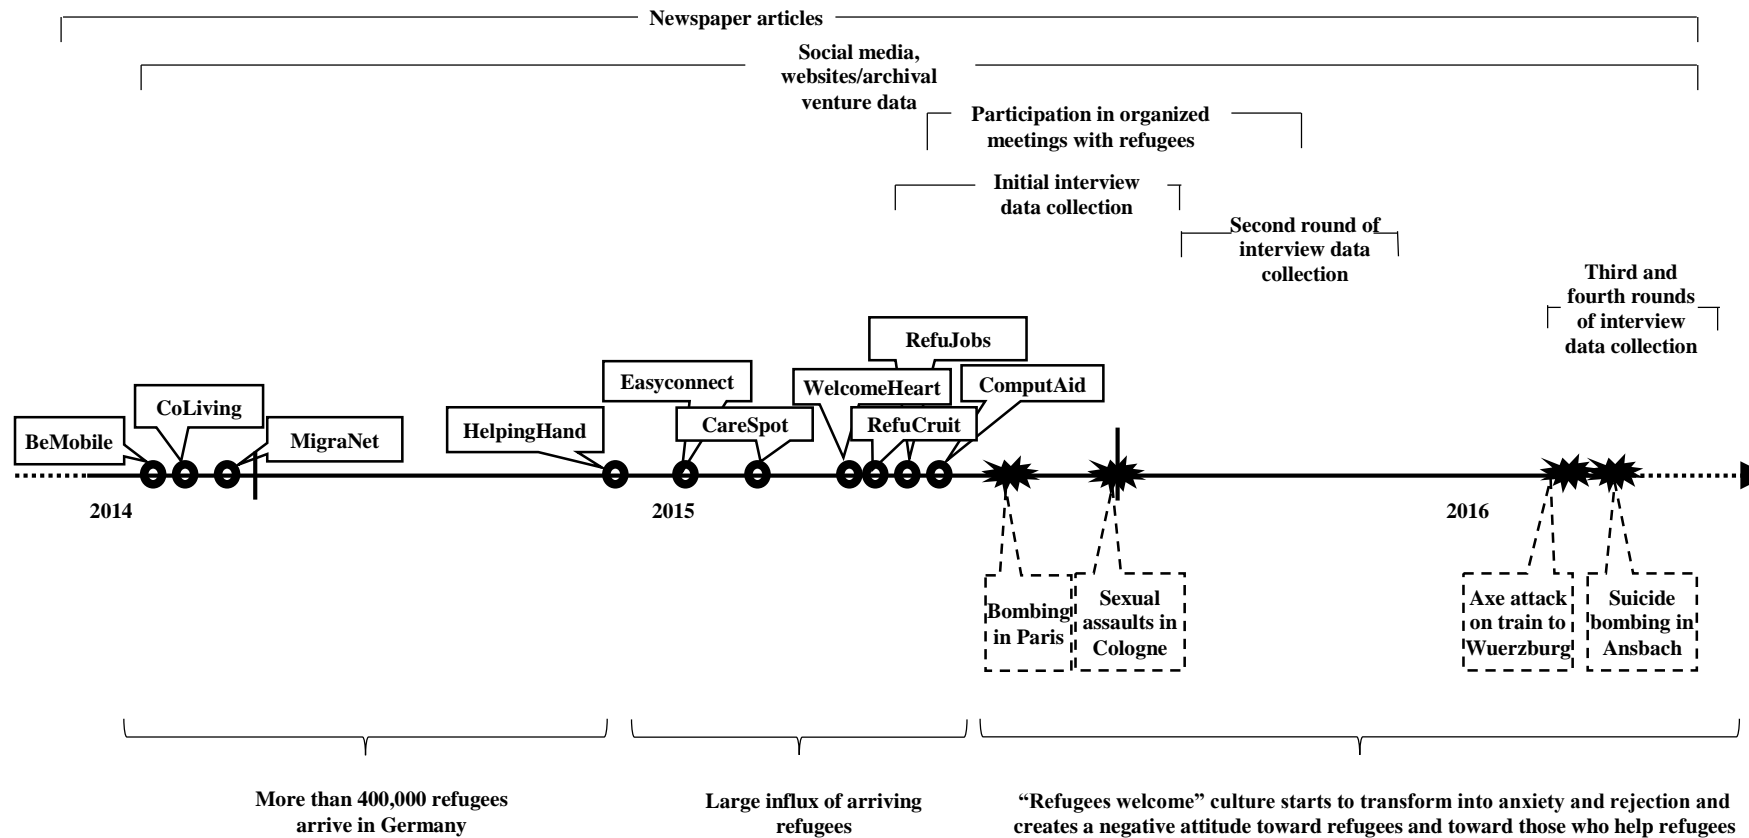 Newspaper articles
Social media,
websites/archival
venture data
Participation in organized
meetings with refugees
Initial interview
data collection
Second round of
interview data
collection
Third and
fourth rounds
of interview
data collection
RefuJobs
Easyconnect
WelcomeHeart
ComputAid
CoLiving
CareSpot
RefuCruit
BeMobile
MigraNet
HelpingHand
2014
2015
2016
Bombing
in Paris
Sexual
assaults in
Cologne
Axe attack
on train to
Wuerzburg
Suicide
bombing in
Ansbach
More than 400,000 refugees
arrive in Germany
Large influx of arriving
refugees
“Refugees welcome” culture starts to transform into anxiety and rejection and
creates a negative attitude toward refugees and toward those who help refugees